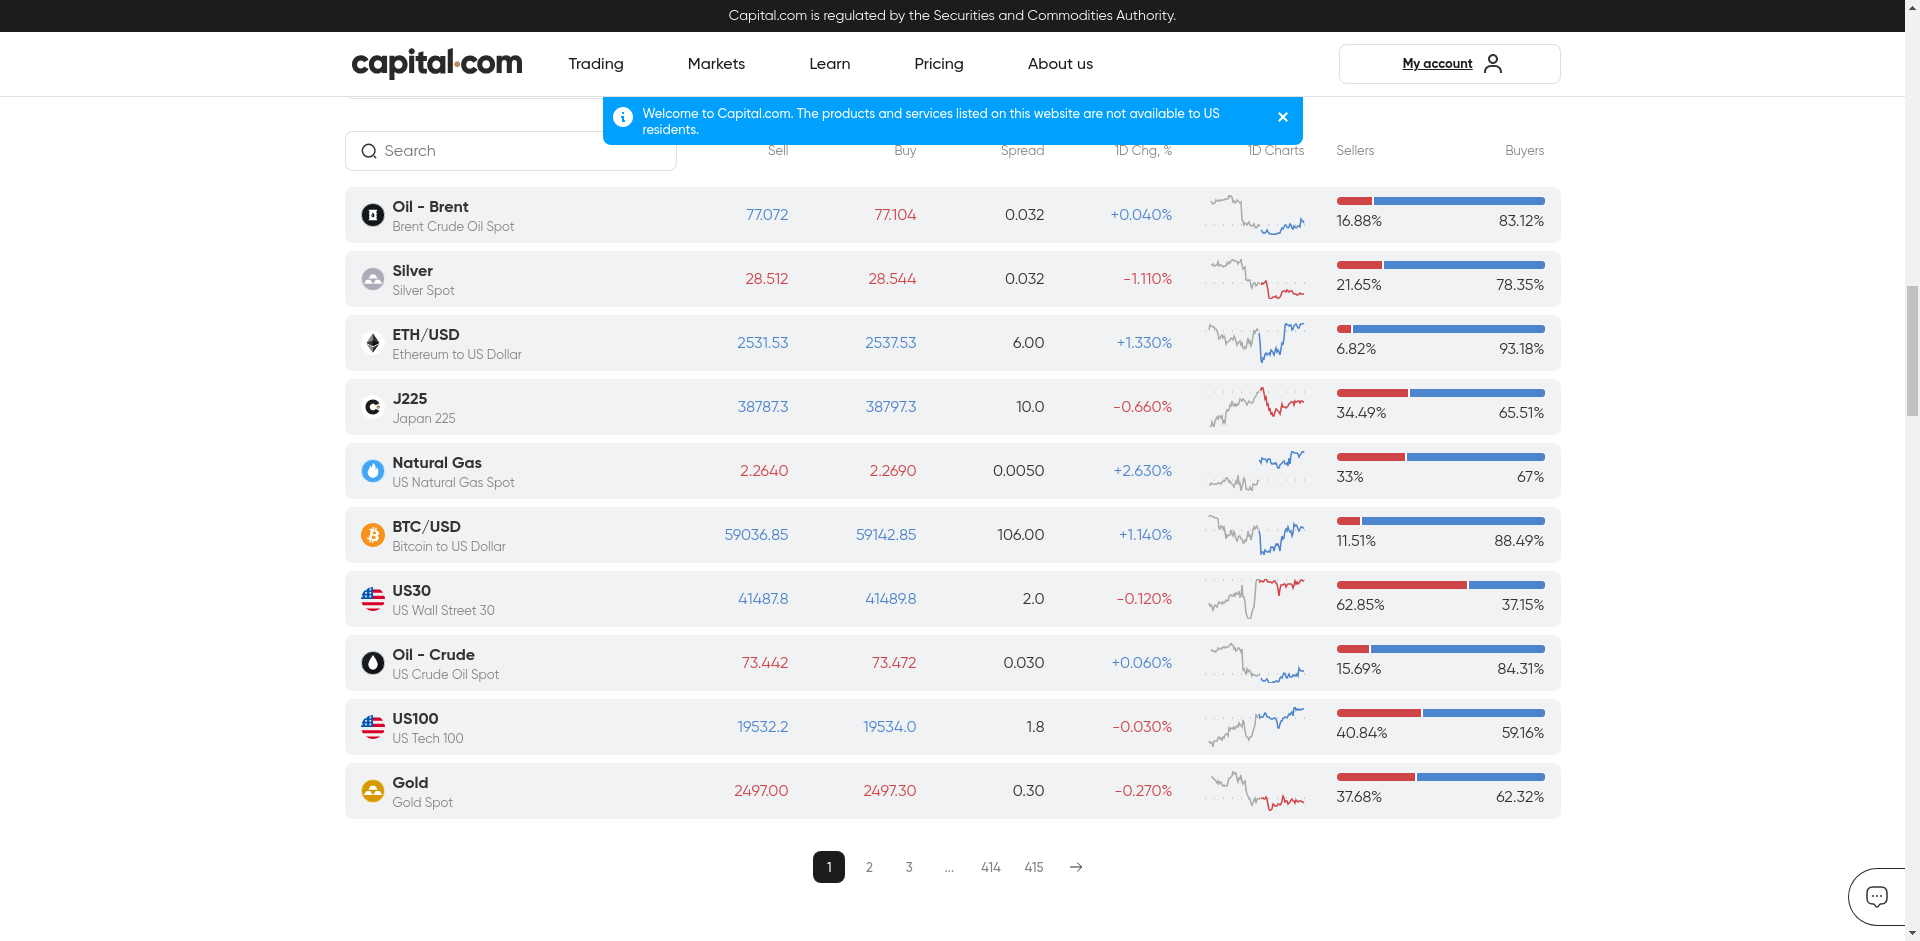 Capital.com is regulated by the Securities and Commodities Authority.
capital.com Trading Markets Learn Pricing About us My account
Welcome to Capital.com. The products and services listed on this website are not available to US
residents.
Search Sell Buy Spread 1D Chg, % 1D Charts Sellers Buyers
Oil - Brent
Brent Crude Oil Spot
77.072 77.104 0.032 +0.040%
16.88% 83.12%
Silver
Silver Spot
28.512 28.544 0.032 -1.110%
21.65% 78.35%
ETH/USD
Ethereum to US Dollar
2531.53 2537.53 6.00 +1.330%
6.82% 93.18%
J225
Japan 225
38787.3 38797.3 10.0 -0.660%
34.49% 65.51%
Natural Gas
US Natural Gas Spot
2.2640 2.2690 0.0050 +2.630%
33% 67%
BTC/USD
Bitcoin to US Dollar
59036.85 59142.85 106.00 +1.140%
11.51% 88.49%
US30
US Wall Street 30
41487.8 41489.8 2.0 -0.120%
62.85% 37.15%
Oil - Crude
US Crude Oil Spot
73.442 73.472 0.030 +0.060%
15.69% 84.31%
US100
US Tech 100
19532.2 19534.0 1.8 -0.030%
40.84% 59.16%
Gold
Gold Spot
2497.00 2497.30 0.30 -0.270%
37.68% 62.32%
1 2 3 ... 414 415